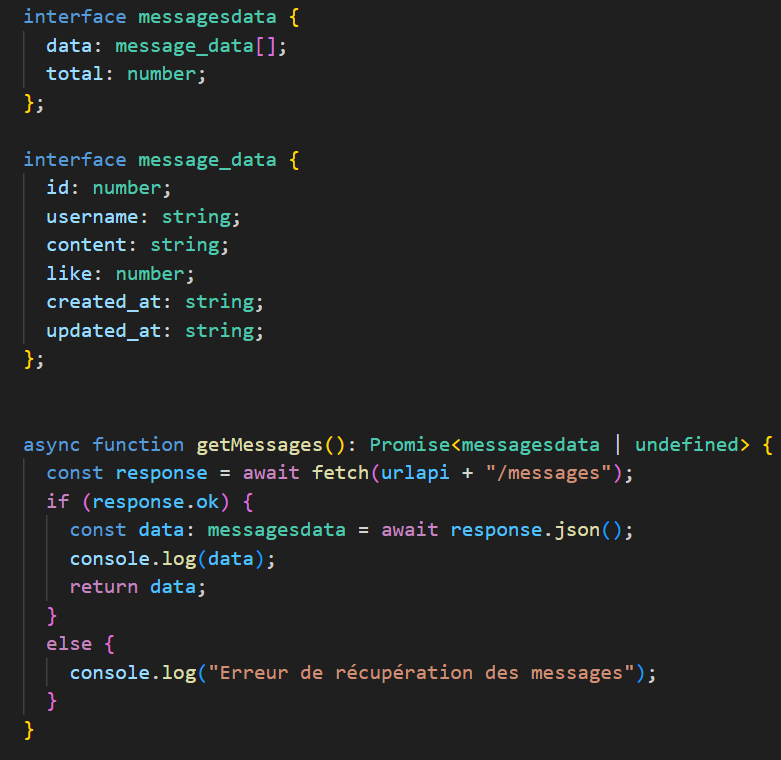 interface messagesdata {
  data: message_data[];
  total: number;
};

interface message_data {
  id: number;
  username: string;
  content: string;
  like: number;
  created_at: string;
  updated_at: string;
};

async function getMessages(): Promise<messagesdata | undefined> {
  const response = await fetch(urlapi + "/messages");
  if (response.ok) {
    const data: messagesdata = await response.json();
    console.log(data);
    return data;
  }
  else {
    console.log("Erreur de récupération des messages");
  }
}